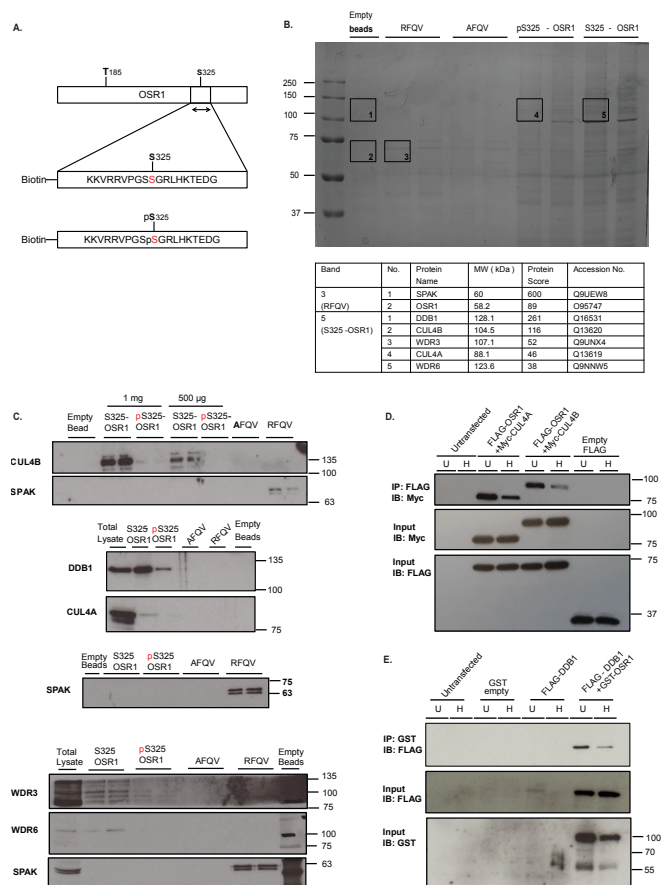 A.
T185
S325
OSR1
S325
Biotin
KKVRRVPGSSGRLHKTEDG
pS325
Biotin
KKVRRVPGSpSGRLHKTEDG
B.
Empty
beads
RFQV
AFQV
pS325 - OSR1
S325 - OSR1
250
150
100
75
50
37
1
2
3
4
5
Band No. Protein Name MW ( kDa ) Protein Score Accession No.
3 (RFQV) 1 SPAK 60 600 Q9UEW8
2 OSR1 58.2 89 O95747
5 (S325 -OSR1) 1 DDB1 128.1 261 Q16531
2 CUL4B 104.5 116 Q13620
3 WDR3 107.1 52 Q9UNX4
4 CUL4A 88.1 46 Q13619
5 WDR6 123.6 38 Q9NNW5
C.
1 mg 500 µg
Empty Bead S325-OSR1 pS325-OSR1 S325-OSR1 pS325-OSR1 AFQV RFQV
CUL4B
135
100
SPAK
63
Total Lysate S325 OSR1 pS325 OSR1 AFQV RFQV Empty Beads
DDB1
135
100
CUL4A
75
Empty Beads S325 OSR1 pS325 OSR1 AFQV RFQV
SPAK
75
63
Total Lysate S325 OSR1 pS325 OSR1 AFQV RFQV Empty Beads
WDR3
135
100
75
WDR6
100
75
SPAK
63
D.
Untransfected
FLAG-OSR1 +Myc-CUL4A
FLAG-OSR1 +Myc-CUL4B
Empty FLAG
U H U H U H U H
IP: FLAG
IB: Myc
100
75
Input
IB: Myc
100
75
Input
IB: FLAG
75
37
E.
Untransfected
GST empty
FLAG-DDB1
FLAG - DDB1 +GST-OSR1
U H U H U H U H
IP: GST
IB: FLAG
Input
IB: FLAG
Input
IB: GST
100
70
55